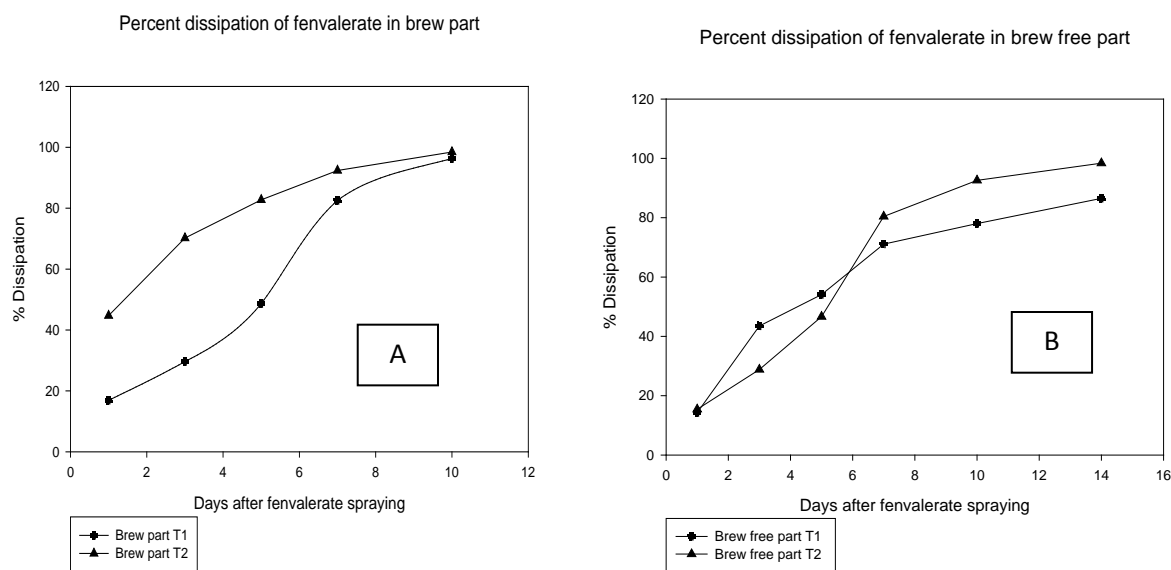 Percent dissipation of fenvalerate in brew part
120
100
80
60
40
20
0
% Dissipation
A
0 2 4 6 8 10 12
Days after fenvalerate spraying
Brew part T1
Brew part T2
Percent dissipation of fenvalerate in brew free part
120
100
80
60
40
20
0
% Dissipation
B
0 2 4 6 8 10 12 14 16
Days after fenvalerate spraying
Brew free part T1
Brew free part T2